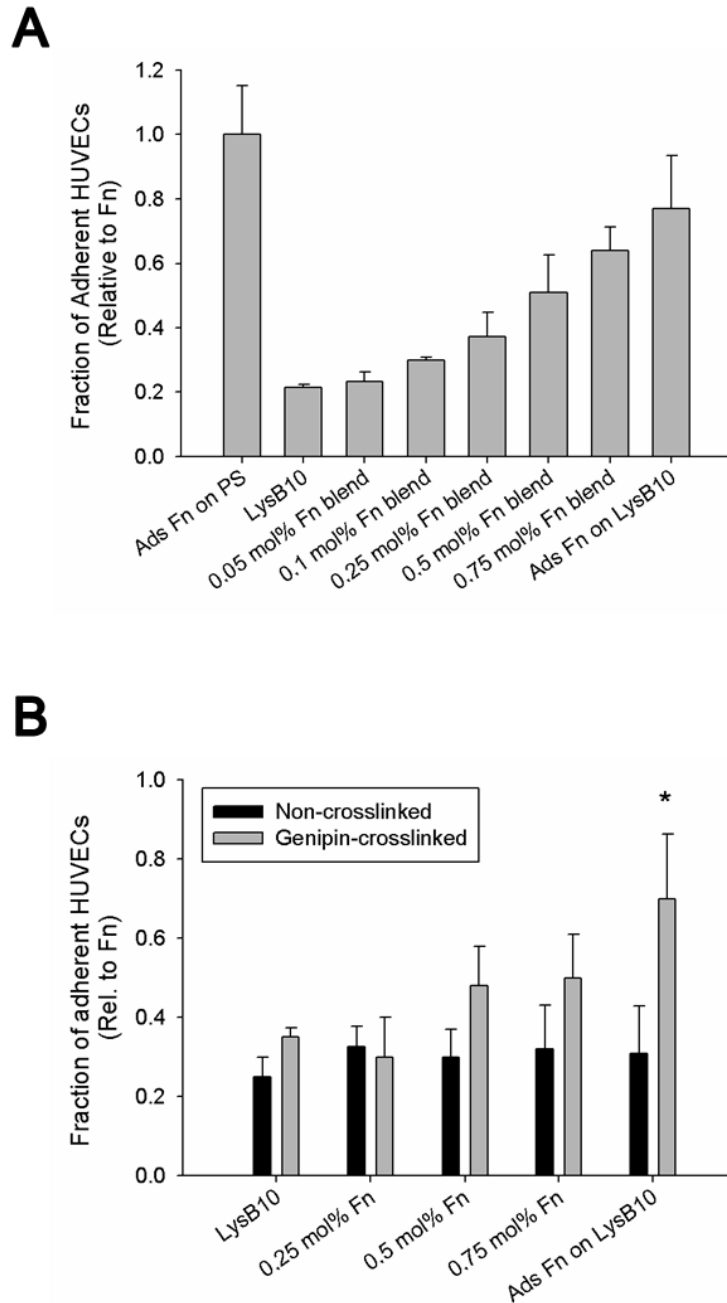 A
Fraction of Adherent HUVECs
(Relative to Fn)
1.2
1.0
0.8
0.6
0.4
0.2
0.0
Ads Fn on PS
LysB10
0.05 mol% Fn blend
0.1 mol% Fn blend
0.25 mol% Fn blend
0.5 mol% Fn blend
0.75 mol% Fn blend
Ads Fn on LysB10
B
Fraction of adherent HUVECs
(Rel. to Fn)
1.0
0.8
0.6
0.4
0.2
0.0
Non-crosslinked
Genipin-crosslinked
*
LysB10
0.25 mol% Fn
0.5 mol% Fn
0.75 mol% Fn
Ads Fn on LysB10